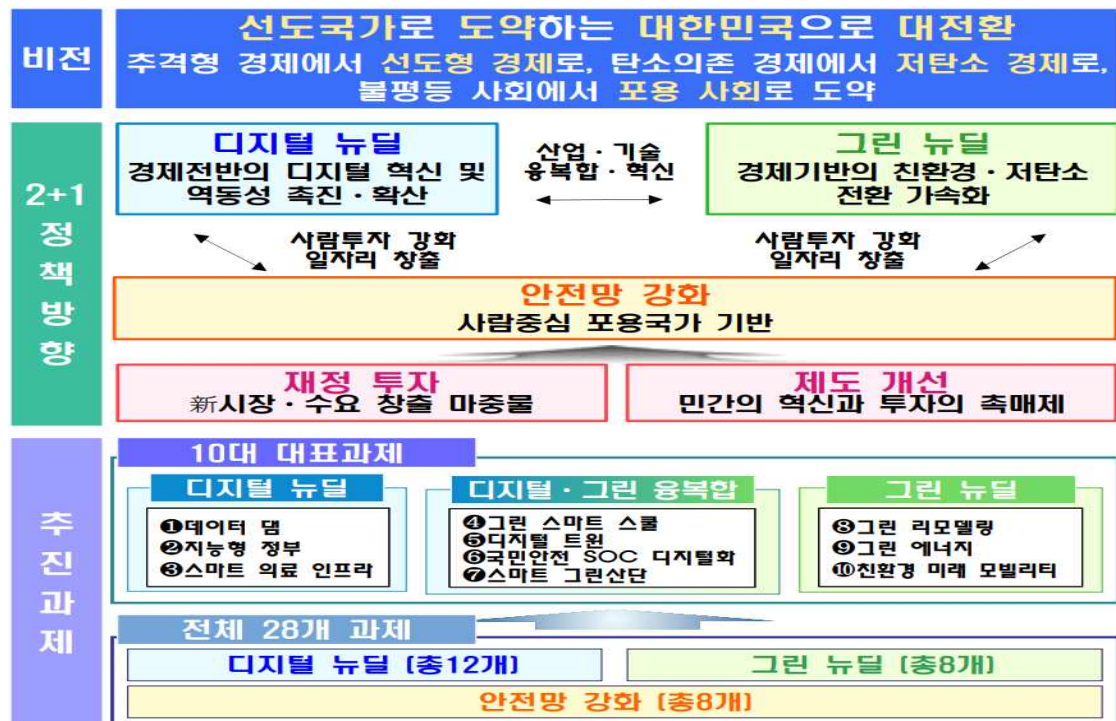 비전
선도국가로 도약하는 대한민국으로 대전환
추격형 경제에서 선도형 경제로, 탄소의존 경제에서 저탄소 경제로,
불평등 사회에서 포용 사회로 도약
2+1
정
책
방
향
디지털 뉴딜
경제전반의 디지털 혁신 및
역동성 촉진·확산
산업·기술
융복합·혁신
그린 뉴딜
경제기반의 친환경·저탄소
전환 가속화
사람투자 강화
일자리 창출
사람투자 강화
일자리 창출
안전망 강화
사람중심 포용국가 기반
재정 투자
新시장·수요 창출 마중물
제도 개선
민간의 혁신과 투자의 촉매제
추
진
과
제
10대 대표과제
디지털 뉴딜
❶데이터 댐
❷지능형 정부
❸스마트 의료 인프라
디지털·그린 융복합
❹그린 스마트 스쿨
❺디지털 트윈
❻국민안전 SOC 디지털화
❼스마트 그린산단
그린 뉴딜
❽그린 리모델링
❾그린 에너지
❿친환경 미래 모빌리티
전체 28개 과제
디지털 뉴딜 (총12개)
그린 뉴딜 (총8개)
안전망 강화 (총8개)